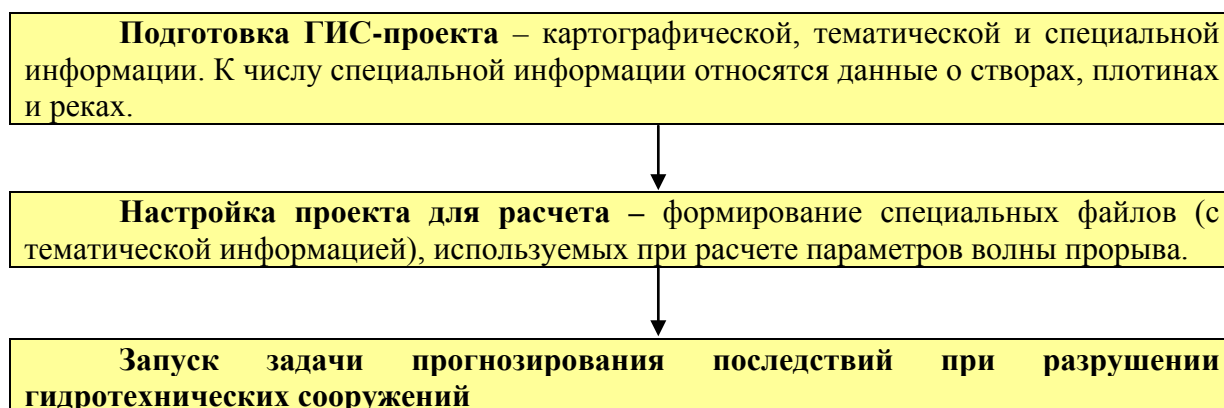 Подготовка ГИС-проекта – картографической, тематической и специальной
информации. К числу специальной информации относятся данные о створах, плотинах
и реках.
Настройка проекта для расчета – формирование специальных файлов (с
тематической информацией), используемых при расчете параметров волны прорыва.
Запуск задачи прогнозирования последствий при разрушении
гидротехнических сооружений